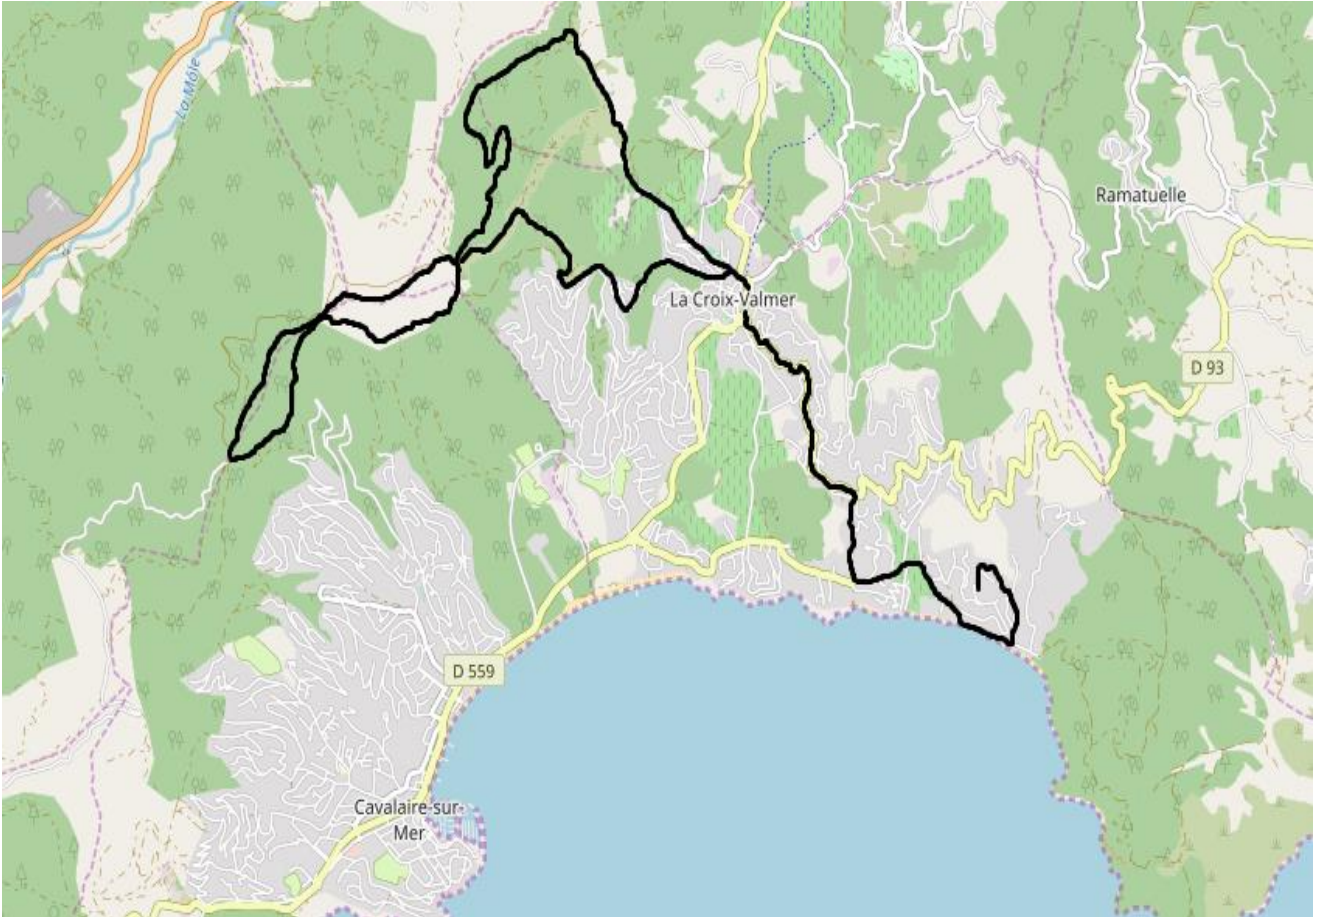 La Môle
Ramatuelle
La Croix-Valmer
D 93
D 559
Cavalaire-sur-
Mer